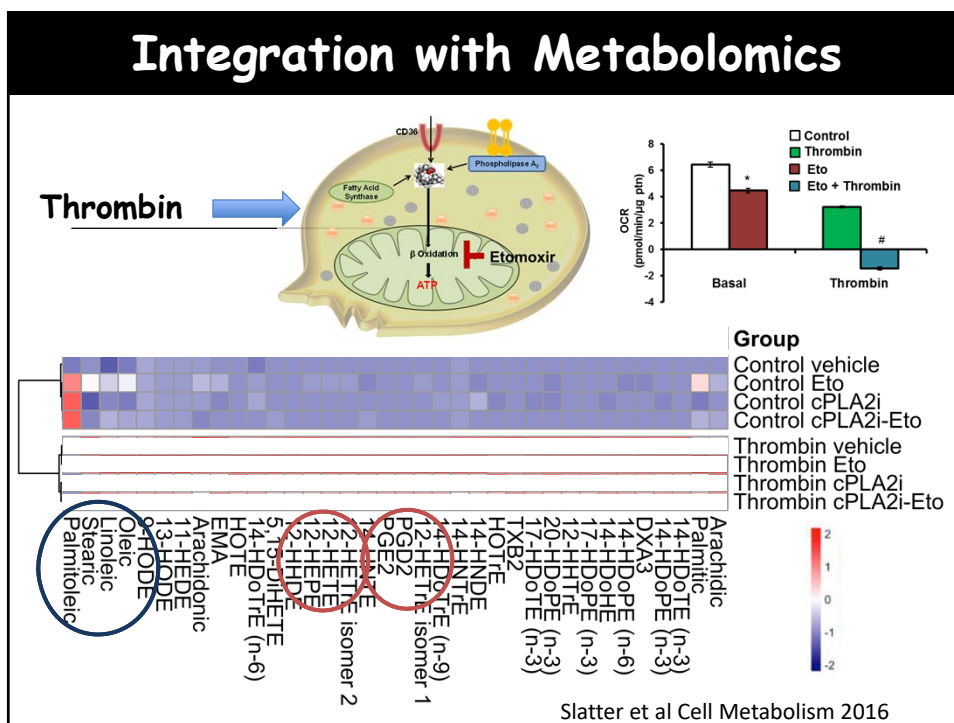 Integration with Metabolomics
CD36
Phospholipase A2
Fatty Acid
Synthase
Thrombin
β Oxidation
Etomoxir
ATP
Control
Thrombin
Eto
Eto + Thrombin
OCR
(pmol/min/µg ptn)
8
6
4
2
0
-2
-4
*
#
Basal
Thrombin
Group
Control vehicle
Control Eto
Control cPLA2i
Control cPLA2i-Eto
Thrombin vehicle
Thrombin Eto
Thrombin cPLA2i
Thrombin cPLA2i-Eto
Palmitoleic
Stearic
Linoleic
Oleic
9-HODE
13-HODE
11-HEDE
Arachidonic
EMA
HOTE
14-HDoTrE (n-6)
5,15-DiHETE
12-HHDE
12-HEPE
12-HETE
12-HETrE isomer 2
PGE2
PGD2
12-HETrE isomer 1
14-HDoTrE (n-9)
14-HNTrE
14-HNDE
HOTrE
TXB2
17-HDoTE (n-3)
20-HDoPE (n-3)
12-HHTrE
17-HDoPE (n-3)
14-HDoHE
14-HDoPE (n-6)
DXA3
14-HDoPE (n-3)
14-HDoTE (n-3)
Palmitic
Arachidic
2
1
0
-1
-2
Slatter et al Cell Metabolism 2016